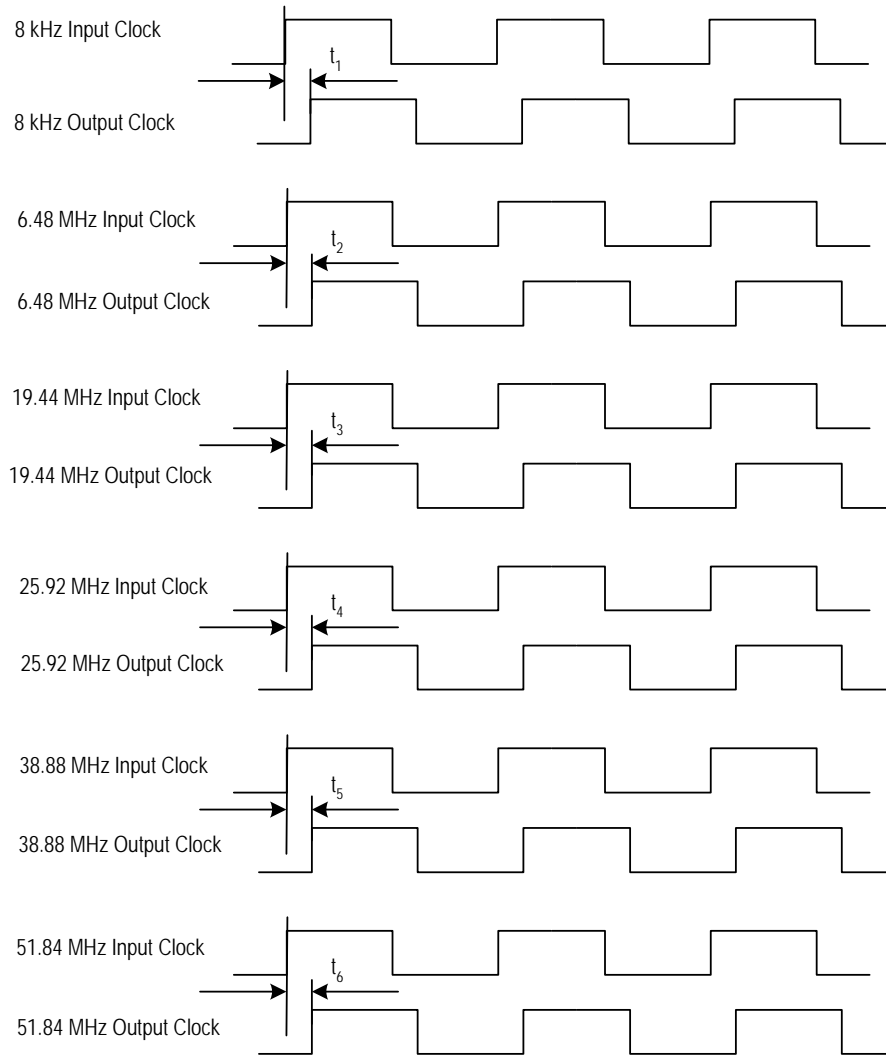 8 kHz Input Clock
t1
8 kHz Output Clock
6.48 MHz Input Clock
t2
6.48 MHz Output Clock
19.44 MHz Input Clock
t3
19.44 MHz Output Clock
25.92 MHz Input Clock
t4
25.92 MHz Output Clock
38.88 MHz Input Clock
t5
38.88 MHz Output Clock
51.84 MHz Input Clock
t6
51.84 MHz Output Clock